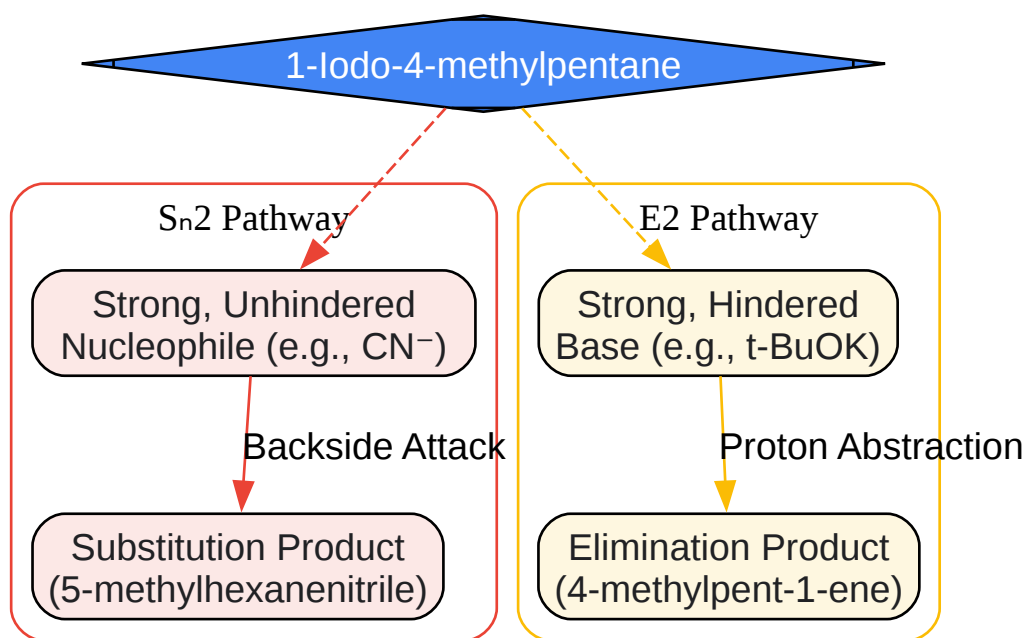 1-Iodo-4-methylpentane
Sₙ2 Pathway
Strong, Unhindered
Nucleophile (e.g., CN⁻)
Backside Attack
Substitution Product
(5-methylhexanenitrile)
E2 Pathway
Strong, Hindered
Base (e.g., t-BuOK)
Proton Abstraction
Elimination Product
(4-methylpent-1-ene)